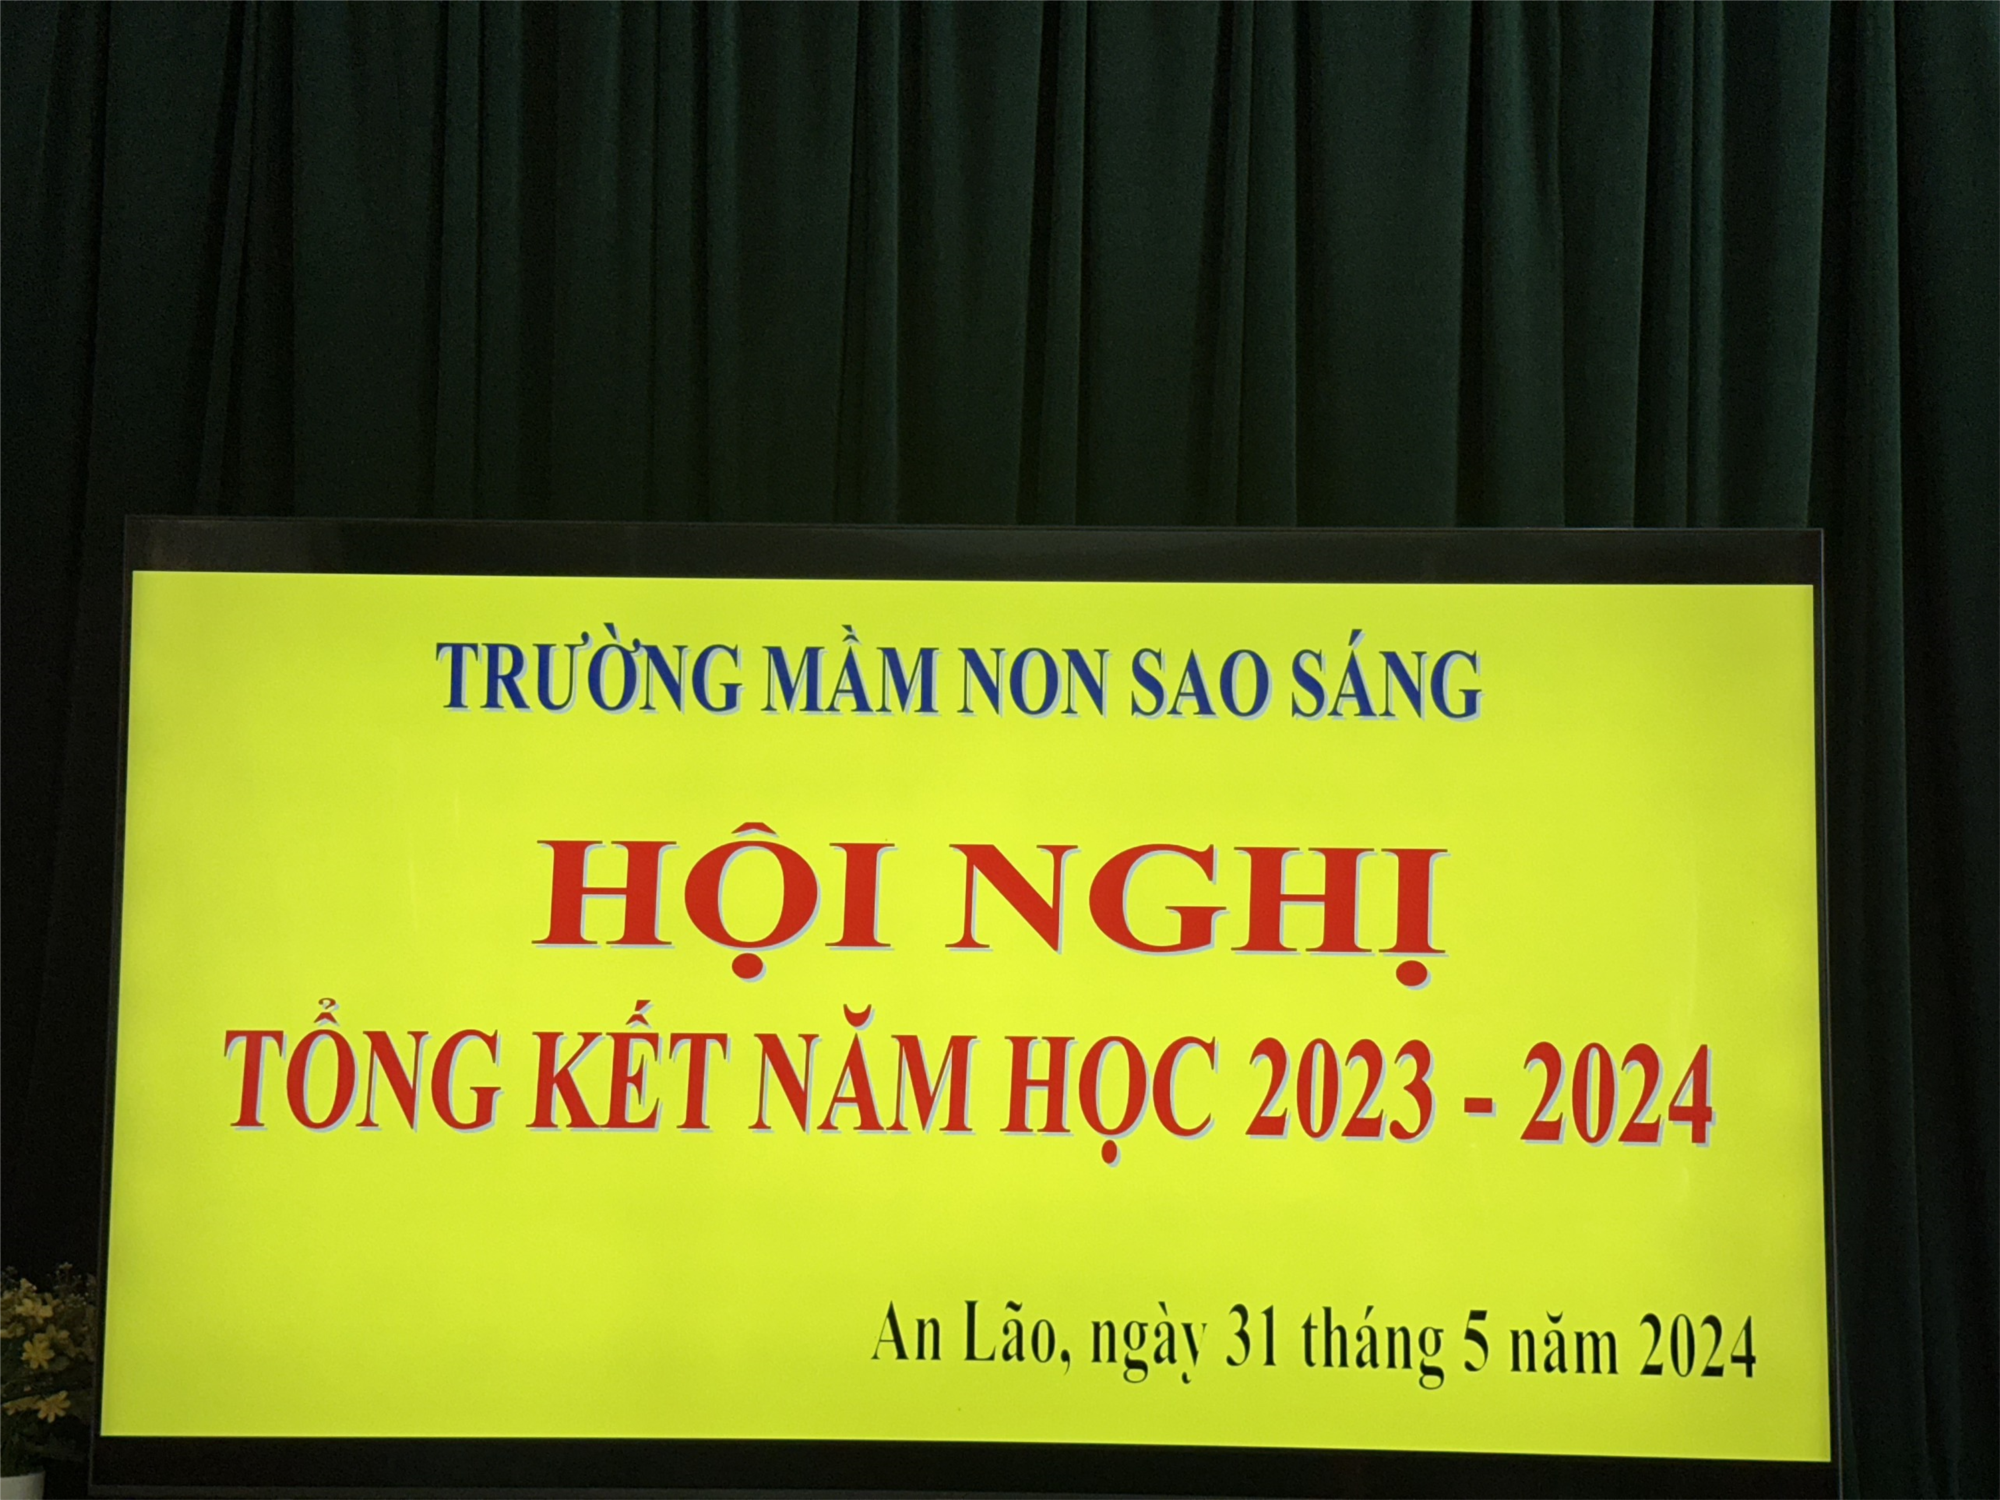 TRƯỜNG MẦM NON SAO SÁNG
HỘI NGHỊ
TỔNG KẾT NĂM HỌC 2023 - 2024
An Lão, ngày 31 tháng 5 năm 2024